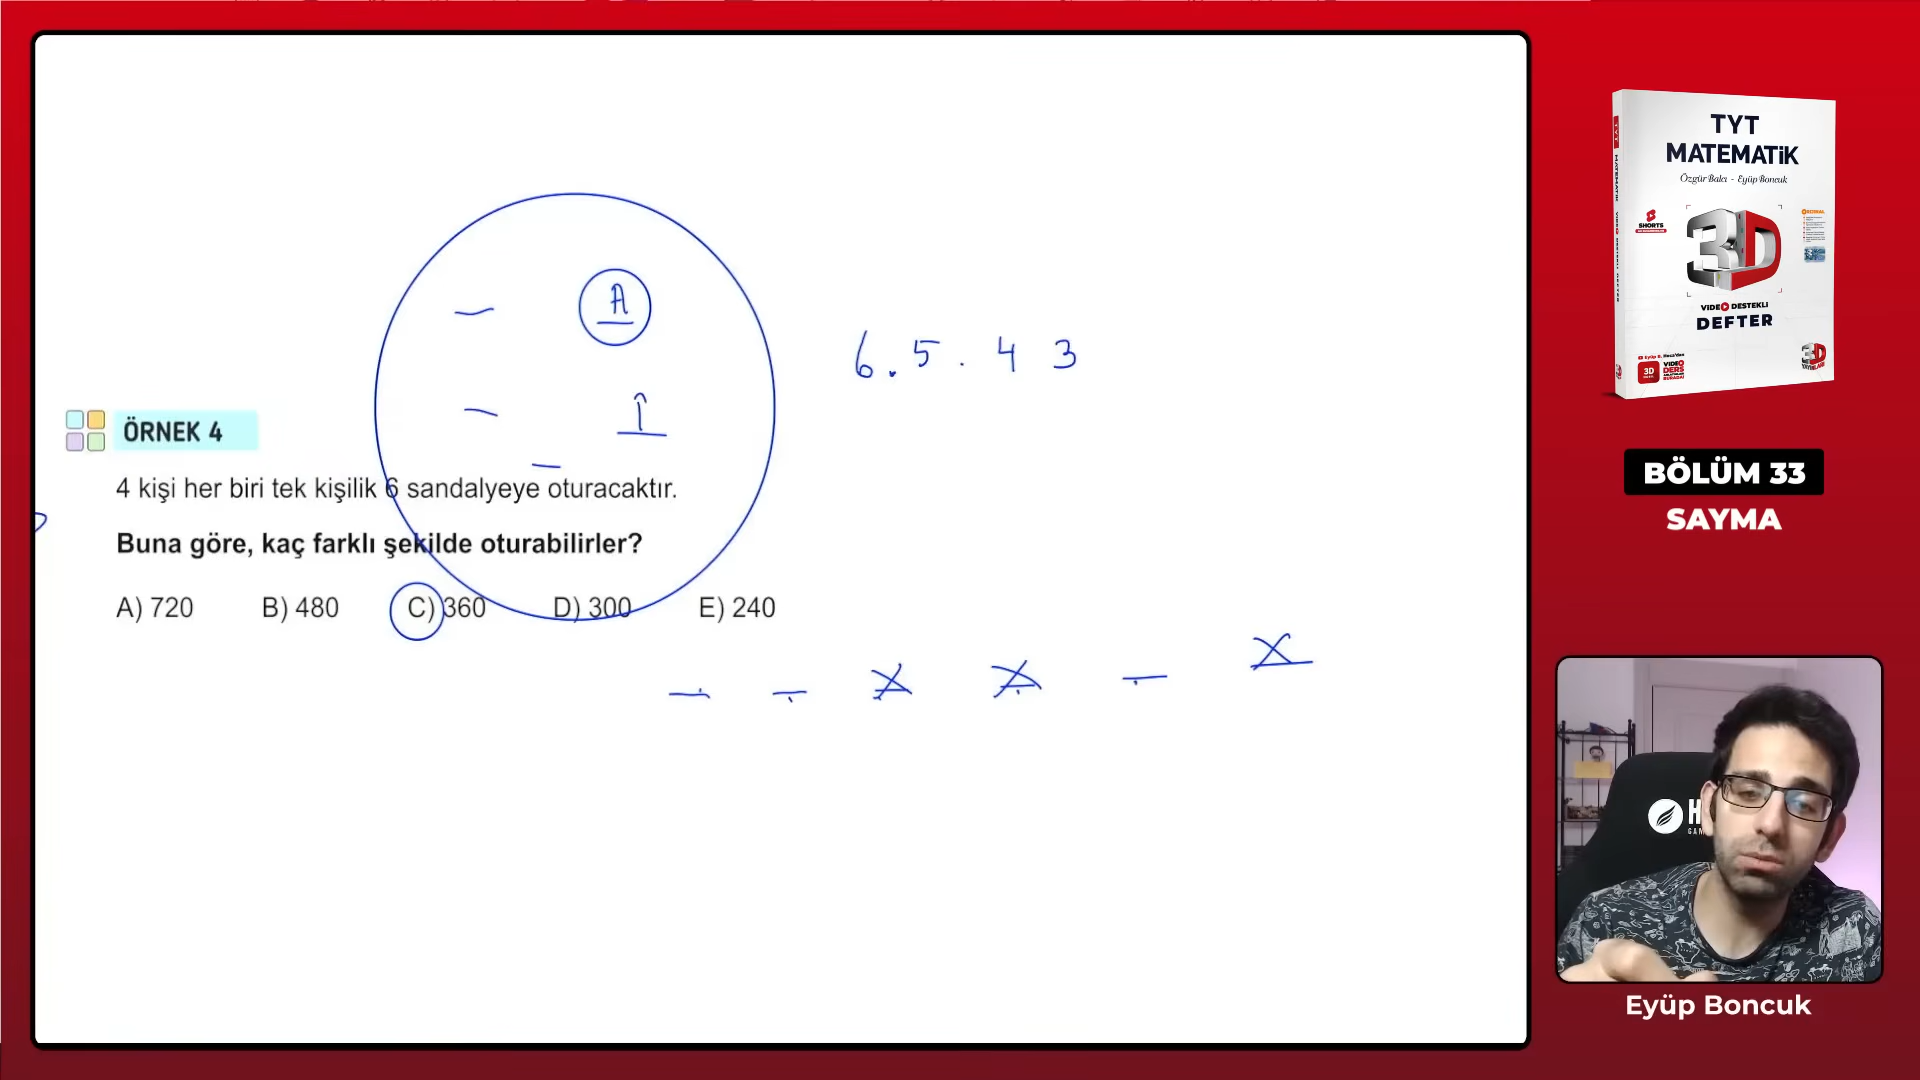 A
6 . 5 . 4 3
ÖRNEK 4
4 kişi her biri tek kişilik 6 sandalyeye oturacaktır.
Buna göre, kaç farklı şekilde oturabilirler?
A) 720 B) 480 C) 360 D) 300 E) 240
TYT
MATEMATİK
Özgür Balcı - Eyüp Boncuk
SHORTS
3D
VIDEO DESTEKLİ
DEFTER
BÖLÜM 33
SAYMA
Eyüp Boncuk